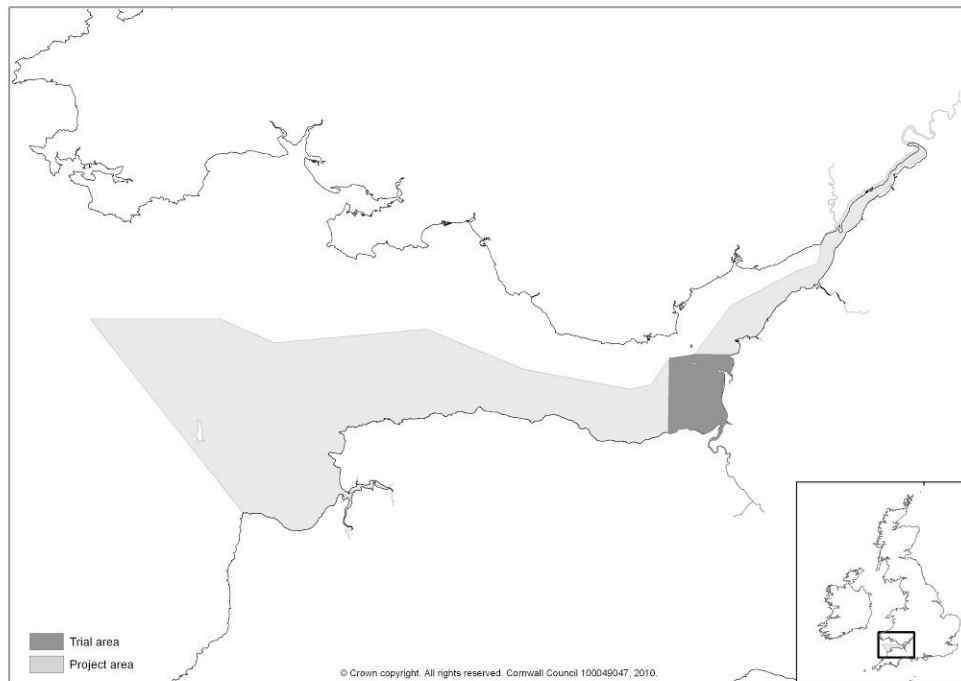 Trial area
Project area
© Crown copyright. All rights reserved. Cornwall Council 100049047, 2010.